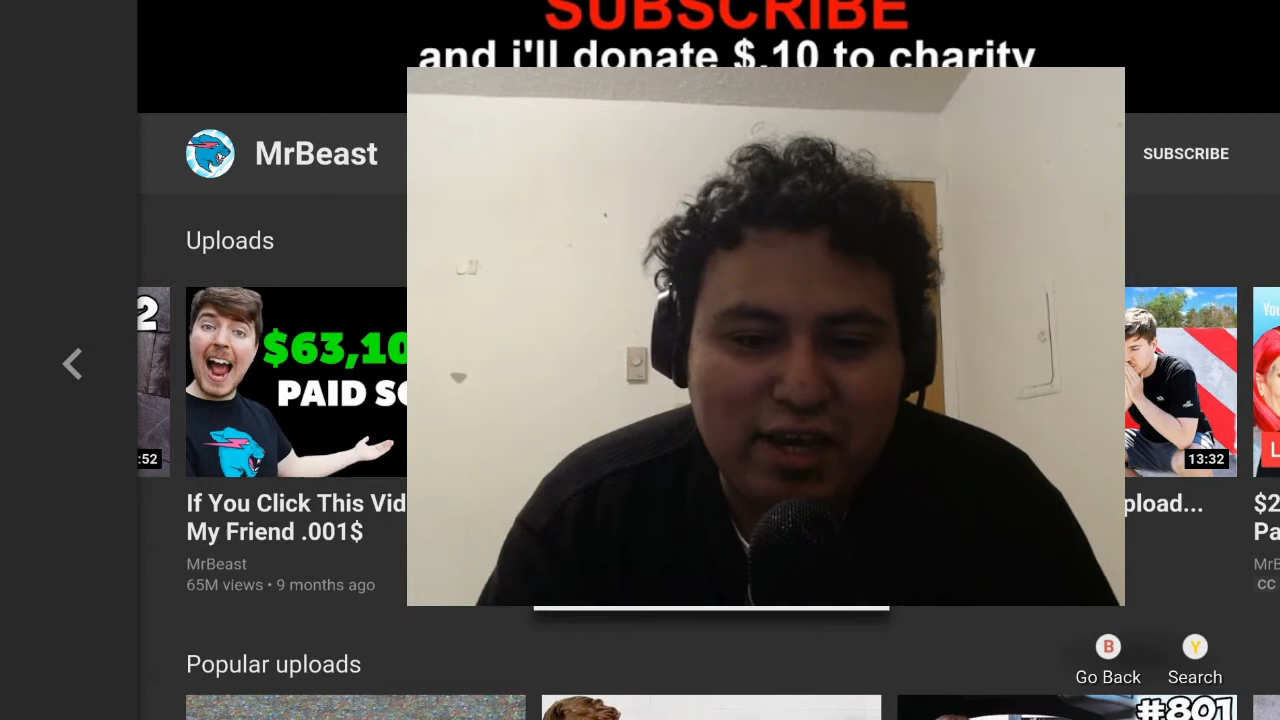 SUBSCRIBE
and i'll donate $.10 to charity
MrBeast
SUBSCRIBE
Uploads
2
$63,10
PAID SC
:52
13:32
If You Click This Vid
My Friend .001$
pload...
$2
Pa
MrBeast
65M views • 9 months ago
MrB
CC
Popular uploads
B
Y
Go Back
Search
#801